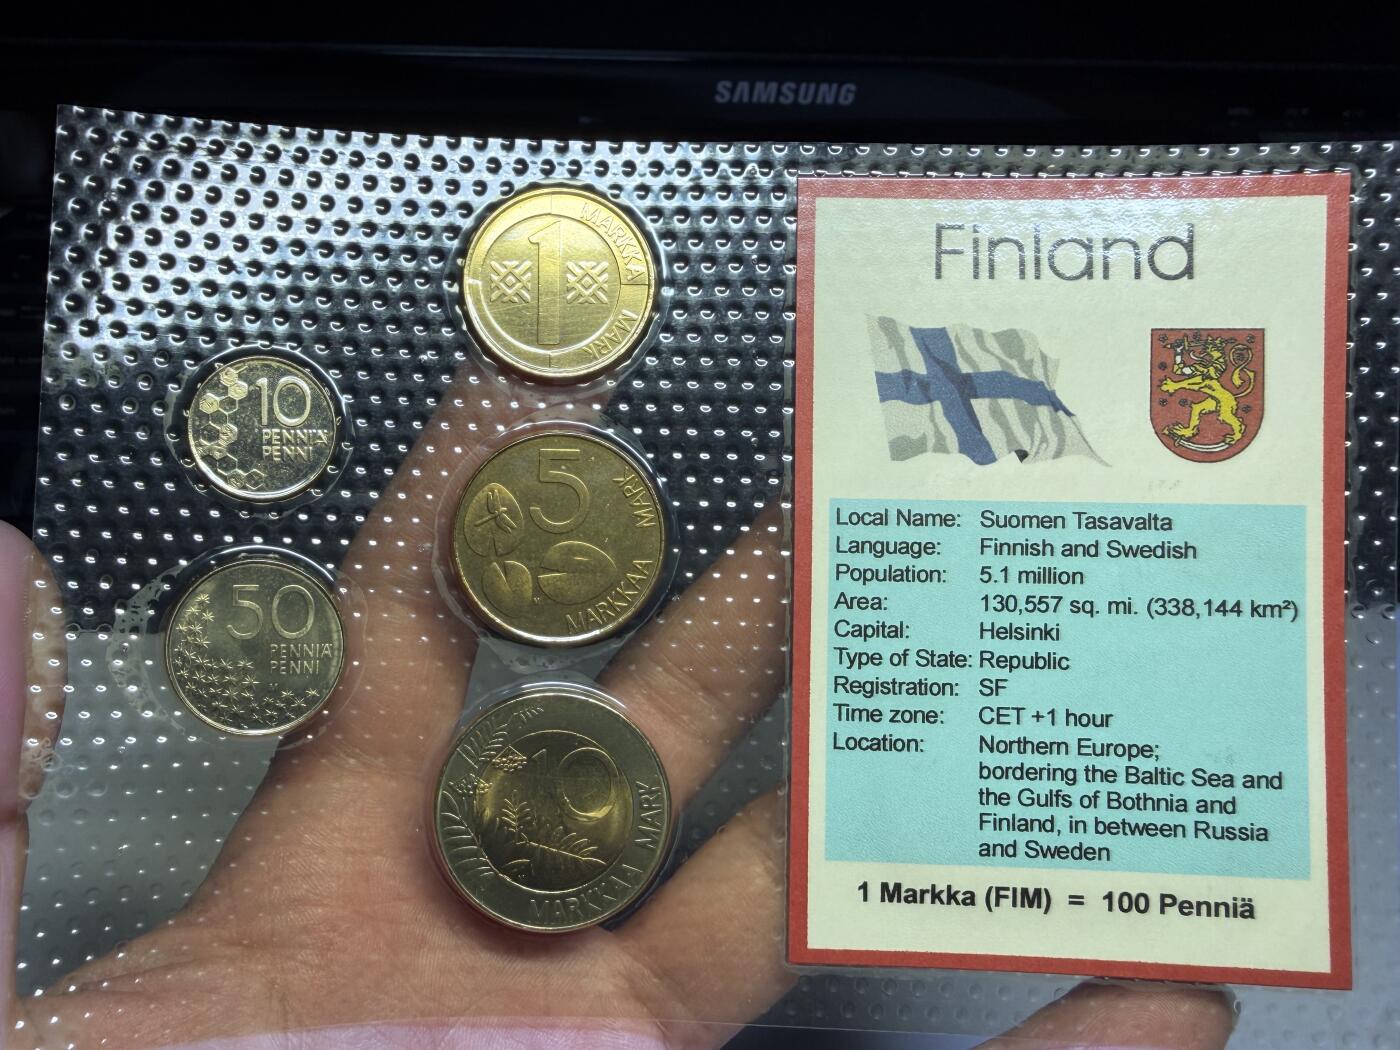 SAMSUNG
1
MARKKA
MARK
10
PENNIÄ
PENNI
5
MARKKAA
MARK
50
PENNIÄ
PENNI
10
MARKKAA MARK
Finland
Local Name: Suomen Tasavalta
Language: Finnish and Swedish
Population: 5.1 million
Area: 130,557 sq. mi. (338,144 km²)
Capital: Helsinki
Type of State: Republic
Registration: SF
Time zone: CET +1 hour
Location: Northern Europe;
bordering the Baltic Sea and
the Gulfs of Bothnia and
Finland, in between Russia
and Sweden
1 Markka (FIM) = 100 Penniä